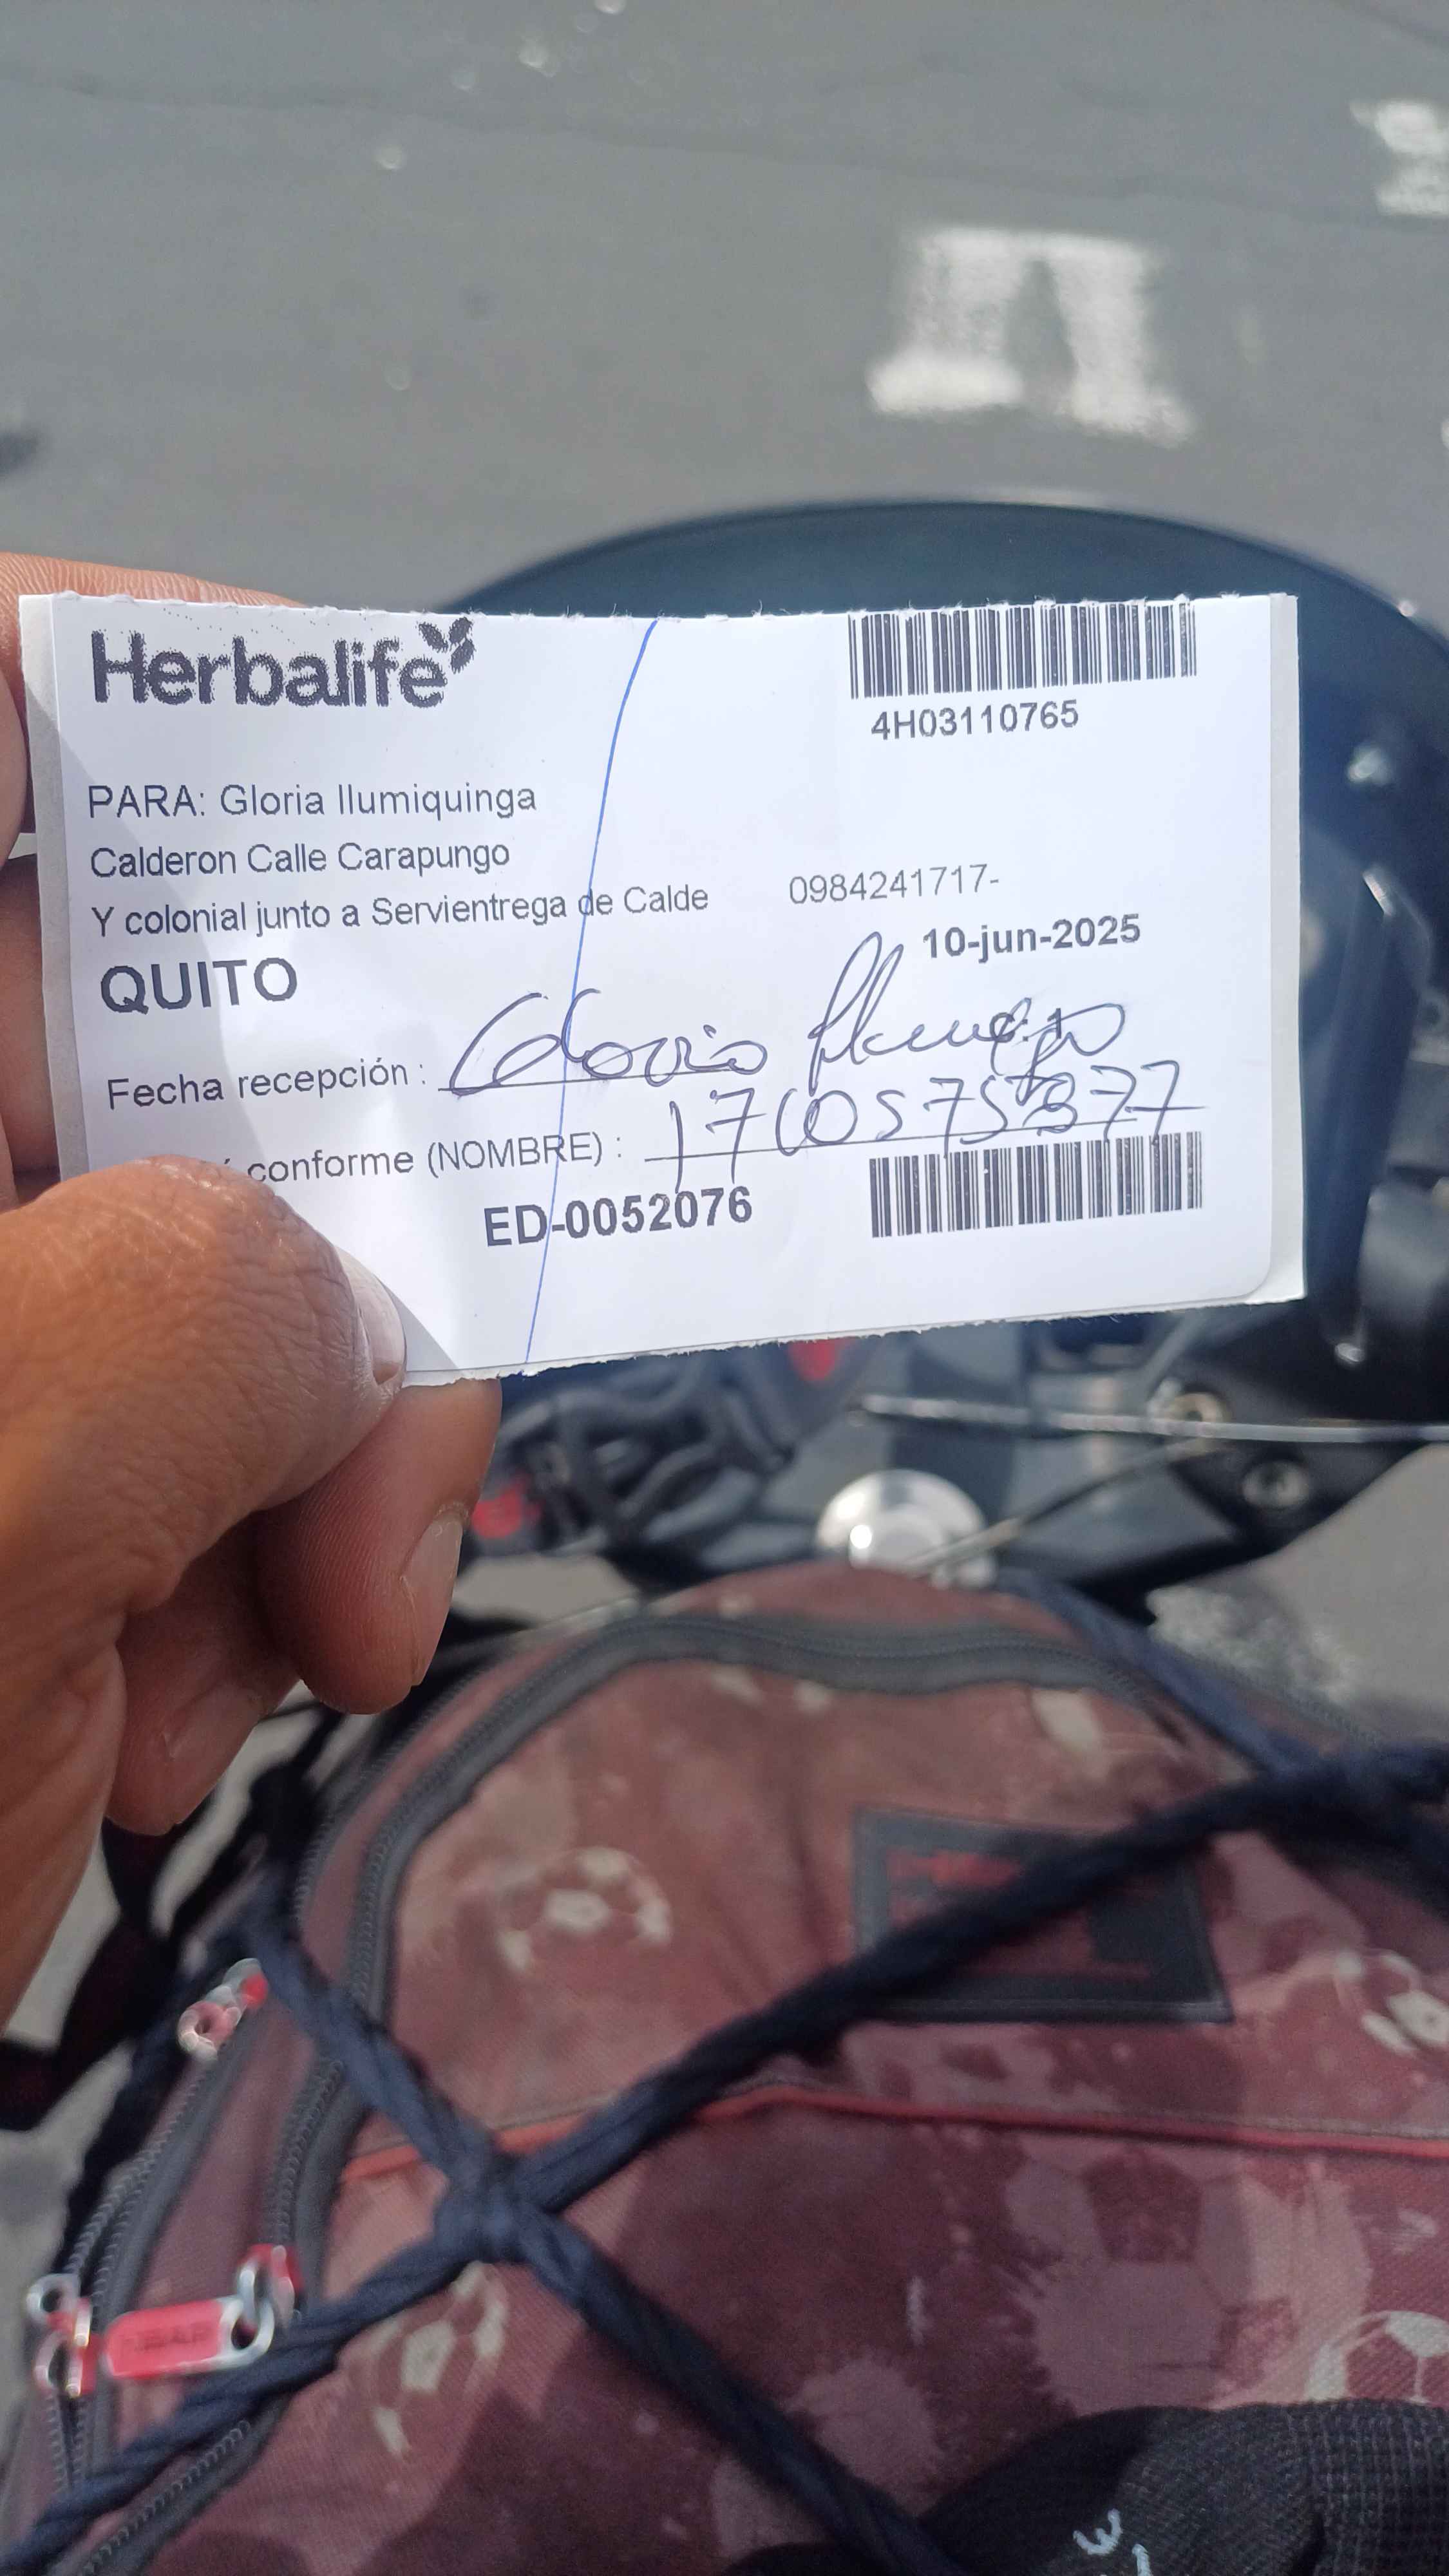 Herbalife
4H03110765
PARA: Gloria Ilumiquinga
Calderon Calle Carapungo
Y colonial junto a Servientrega de Calde 0984241717-
QUITO 10-jun-2025
Fecha recepción : Gloria
conforme (NOMBRE) :
ED-0052076